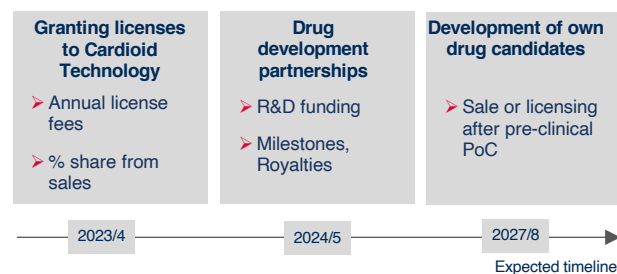 Granting licenses
to Cardioid
Technology
➢ Annual license
fees
➢ % share from
sales
Drug
development
partnerships
➢ R&D funding
➢ Milestones,
Royalties
Development of own
drug candidates
➢ Sale or licensing
after pre-clinical
PoC
2023/4
2024/5
2027/8
Expected timeline